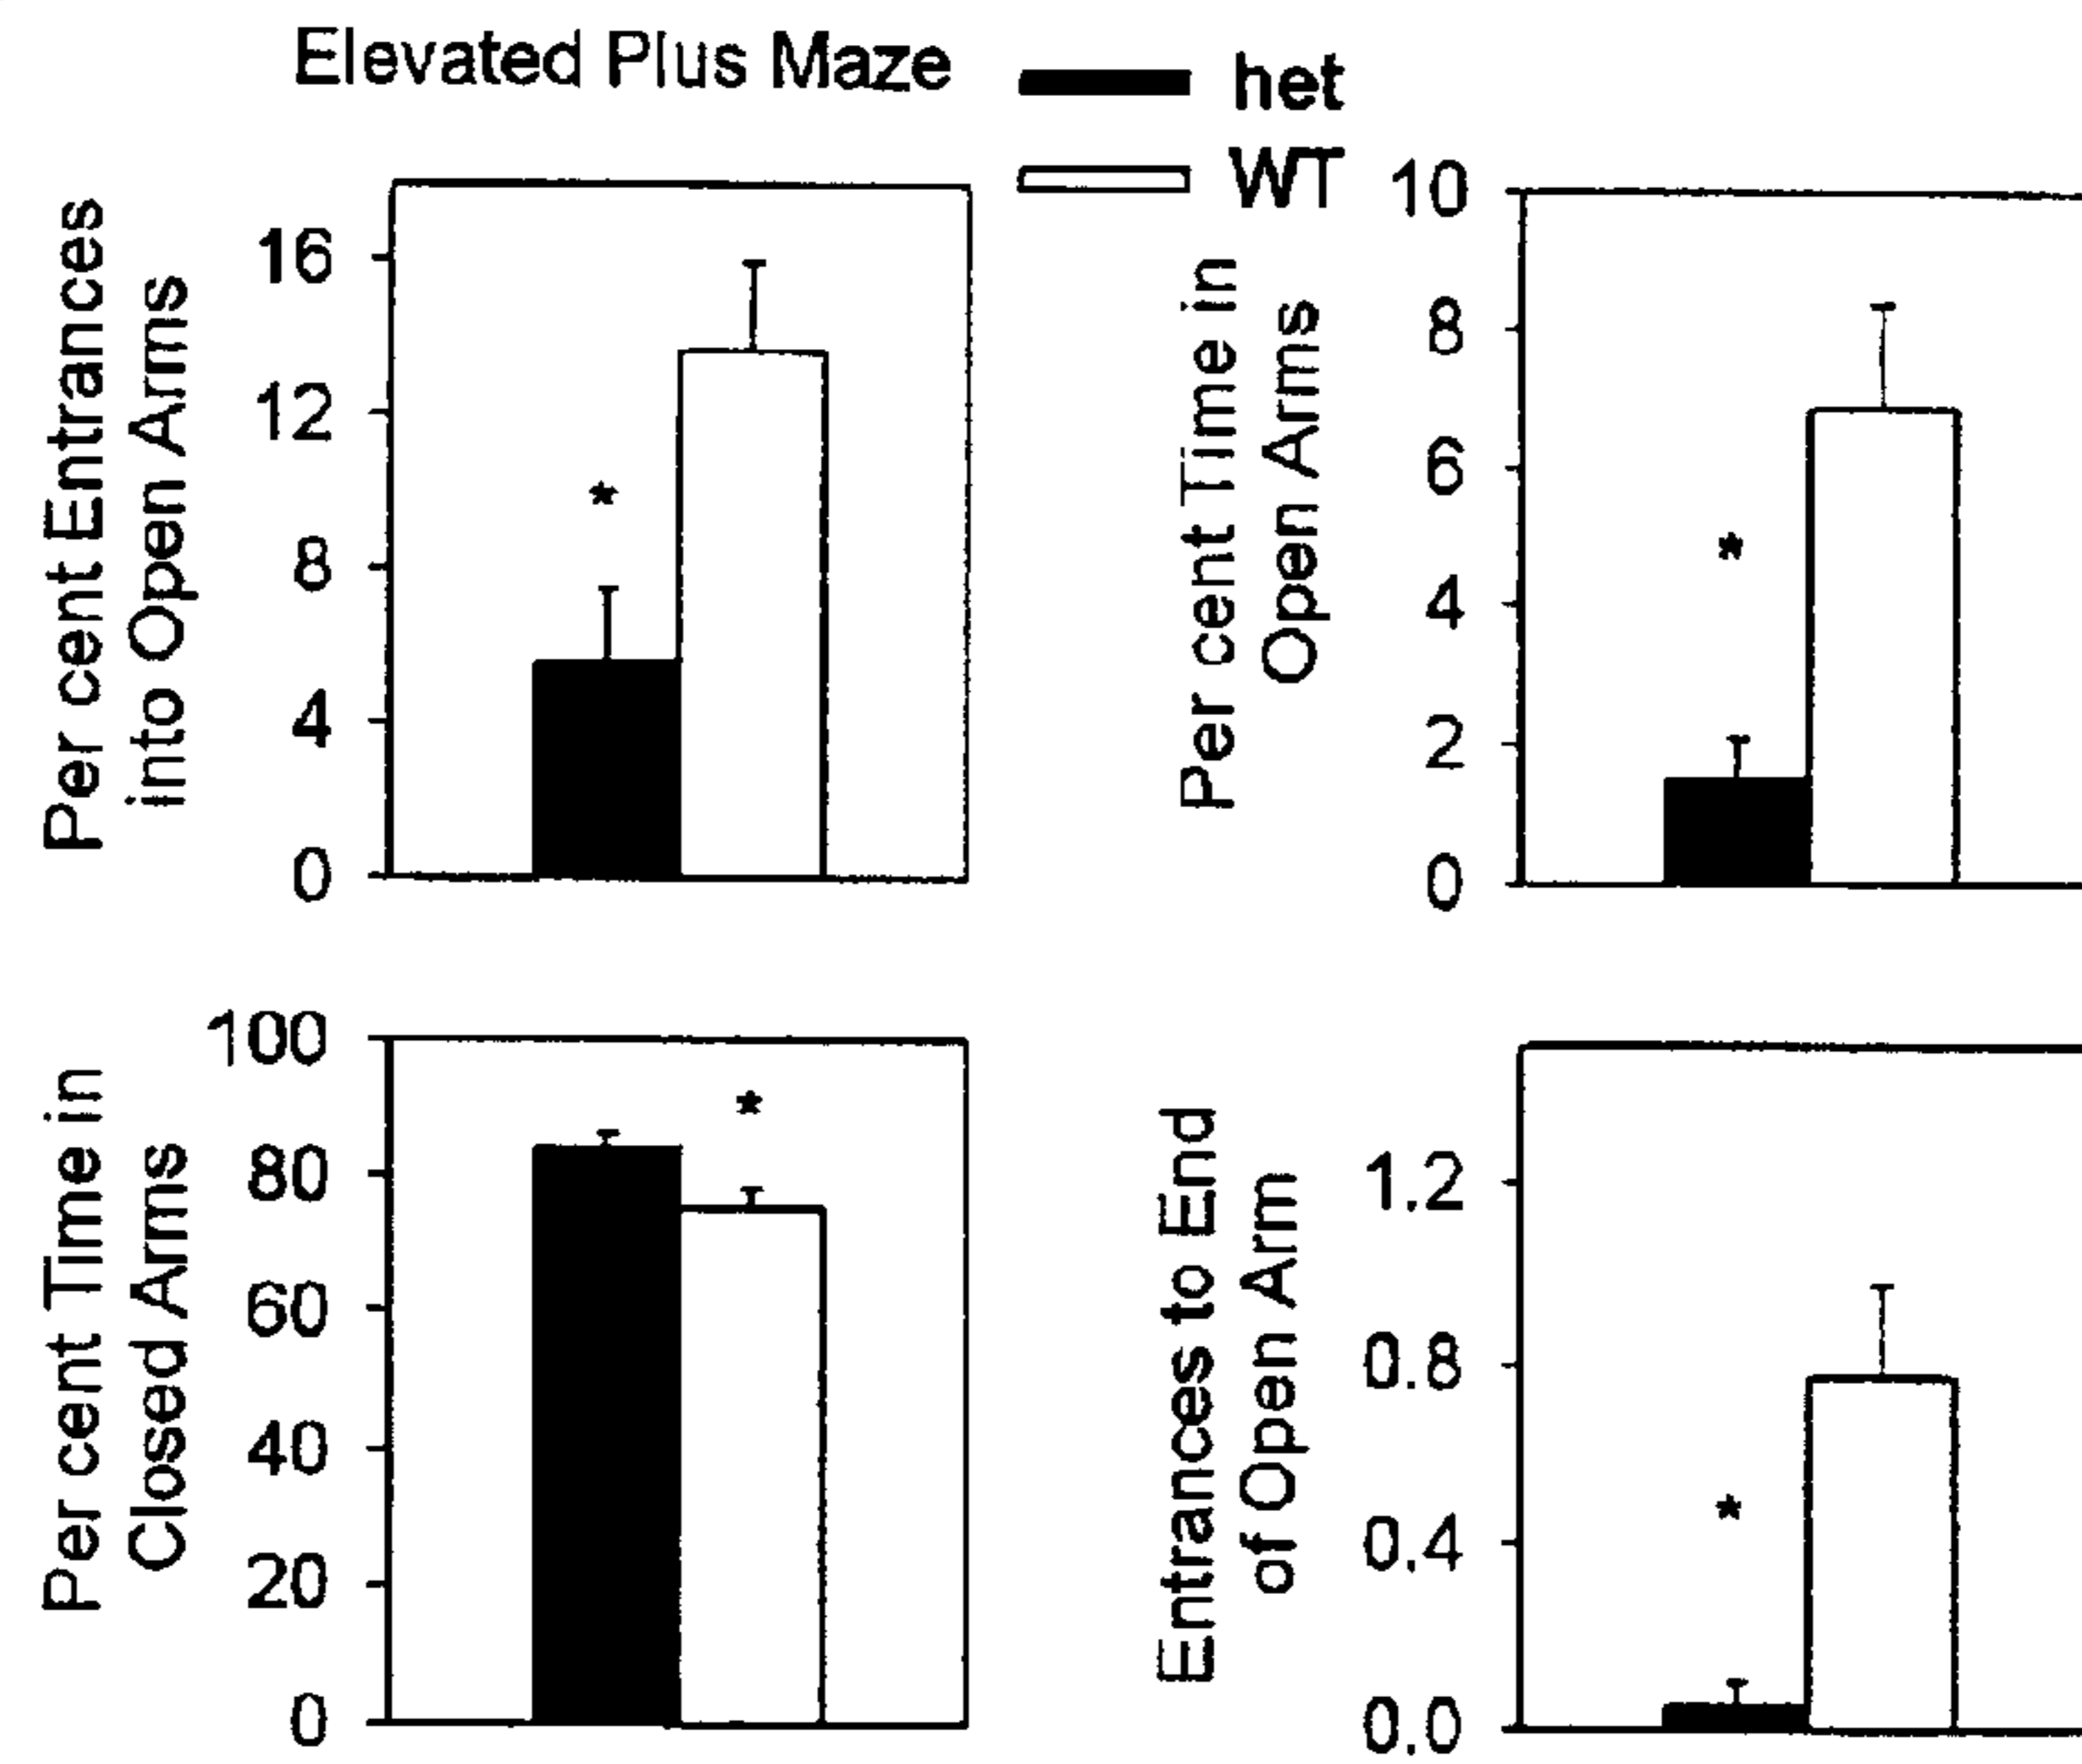 Elevated Plus Maze
het
WT
Per cent Entrances
into Open Arms
16
12
8
4
0
*
Per cent Time in
Open Arms
10
8
6
4
2
0
*
Per cent Time in
Closed Arms
100
80
60
40
20
0
*
Entrances to End
of Open Arm
1.2
0.8
0.4
0.0
*